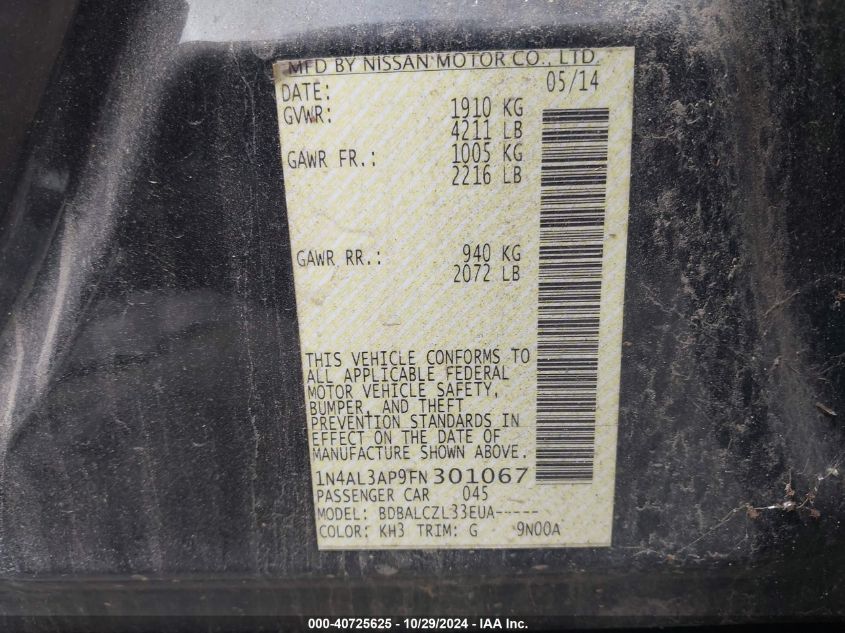 MFD BY NISSAN MOTOR CO., LTD.
DATE: 05/14
GVWR: 1910 KG
4211 LB
GAWR FR.: 1005 KG
2216 LB
GAWR RR.: 940 KG
2072 LB
THIS VEHICLE CONFORMS TO
ALL APPLICABLE FEDERAL
MOTOR VEHICLE SAFETY,
BUMPER, AND THEFT
PREVENTION STANDARDS IN
EFFECT ON THE DATE OF
MANUFACTURE SHOWN ABOVE.
1N4AL3AP9FN301067
PASSENGER CAR 045
MODEL: BDBALCZL33EUA-----
COLOR: KH3 TRIM: G 9N00A
000-40725625 - 10/29/2024 - IAA Inc.